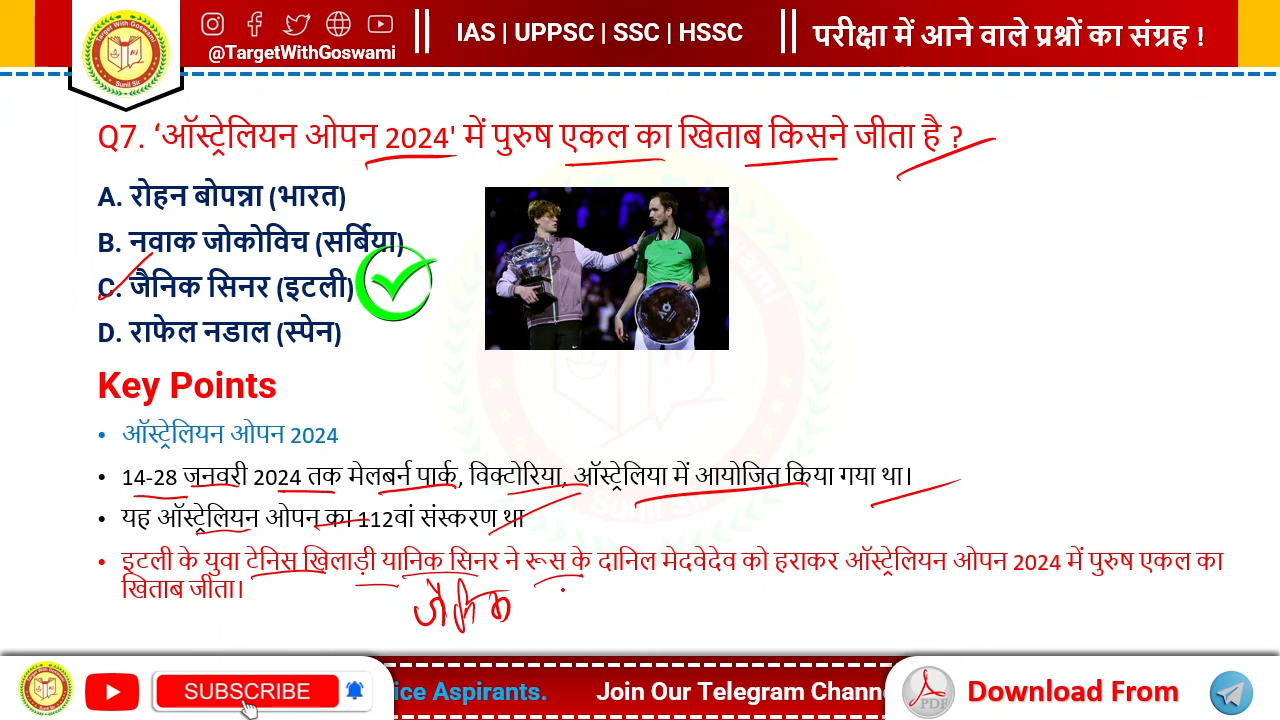 @TargetWithGoswami
IAS | UPPSC | SSC | HSSC
परीक्षा में आने वाले प्रश्नों का संग्रह !
Q7. ‘ऑस्ट्रेलियन ओपन 2024' में पुरुष एकल का खिताब किसने जीता है ?
A. रोहन बोपन्ना (भारत)
B. नवाक जोकोविच (सर्बिया)
C. जैनिक सिनर (इटली)
D. राफेल नडाल (स्पेन)
Key Points
• ऑस्ट्रेलियन ओपन 2024
• 14-28 जनवरी 2024 तक मेलबर्न पार्क, विक्टोरिया, ऑस्ट्रेलिया में आयोजित किया गया था।
• यह ऑस्ट्रेलियन ओपन का 112वां संस्करण था
• इटली के युवा टेनिस खिलाड़ी यानिक सिनर ने रूस के दानिल मेदवेदेव को हराकर ऑस्ट्रेलियन ओपन 2024 में पुरुष एकल का
खिताब जीता।
जैनिक
SUBSCRIBE
ice Aspirants. Join Our Telegram Chann
PDF
Download From